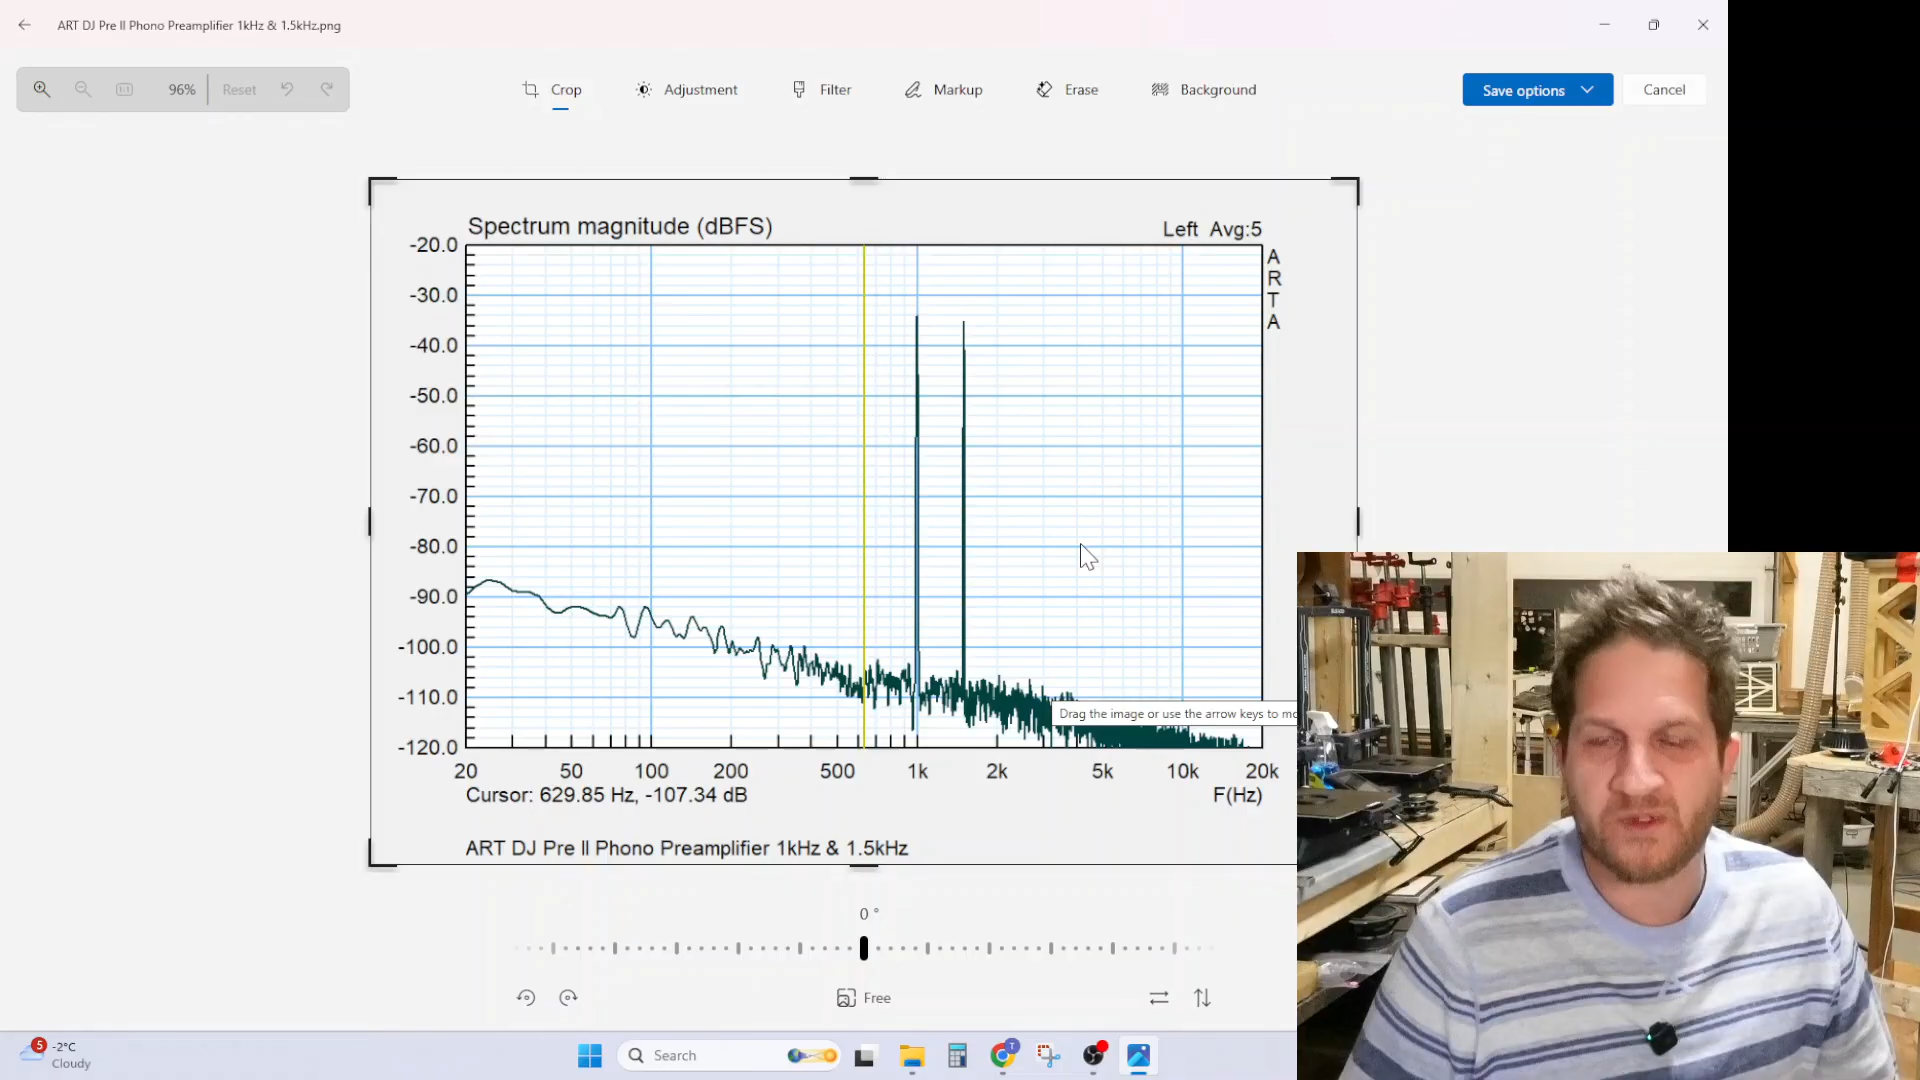 ART DJ Pre II Phono Preamplifier 1kHz & 1.5kHz.png
96%
Reset
Crop
Adjustment
Filter
Markup
Erase
Background
Save options
Cancel
Spectrum magnitude (dBFS)
Left Avg:5
-20.0
-30.0
-40.0
-50.0
-60.0
-70.0
-80.0
-90.0
-100.0
-110.0
-120.0
A
R
T
A
Drag the image or use the arrow keys to mo
20 50 100 200 500 1k 2k 5k 10k 20k
Cursor: 629.85 Hz, -107.34 dB
F(Hz)
ART DJ Pre II Phono Preamplifier 1kHz & 1.5kHz
0 °
Free
5
-2°C
Cloudy
Search
T